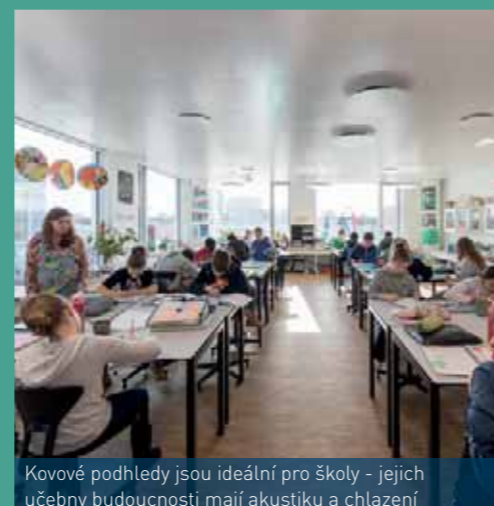 Kovové podhledy jsou ideální pro školy - jejich
učebny budoucnosti mají akustiku a chlazení